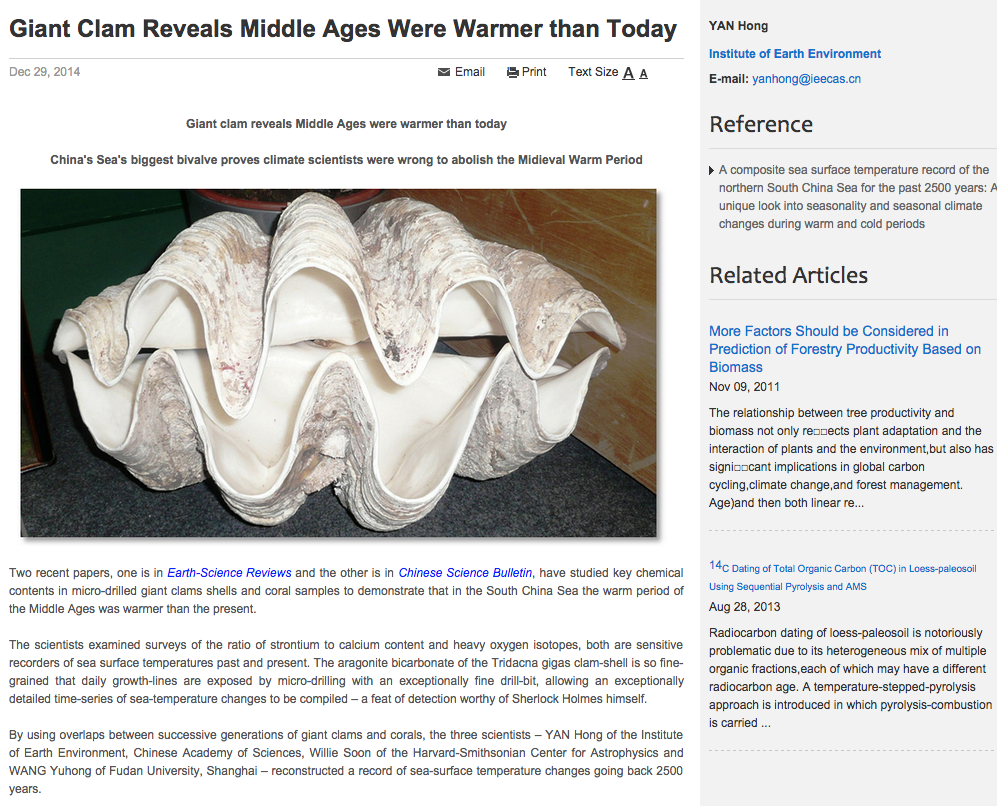 Giant Clam Reveals Middle Ages Were Warmer than Today
Dec 29, 2014
Email Print Text Size A A
Giant clam reveals Middle Ages were warmer than today
China's Sea's biggest bivalve proves climate scientists were wrong to abolish the Midieval Warm Period
Two recent papers, one is in Earth-Science Reviews and the other is in Chinese Science Bulletin, have studied key chemical
contents in micro-drilled giant clams shells and coral samples to demonstrate that in the South China Sea the warm period of
the Middle Ages was warmer than the present.
The scientists examined surveys of the ratio of strontium to calcium content and heavy oxygen isotopes, both are sensitive
recorders of sea surface temperatures past and present. The aragonite bicarbonate of the Tridacna gigas clam-shell is so fine-
grained that daily growth-lines are exposed by micro-drilling with an exceptionally fine drill-bit, allowing an exceptionally
detailed time-series of sea-temperature changes to be compiled – a feat of detection worthy of Sherlock Holmes himself.
By using overlaps between successive generations of giant clams and corals, the three scientists – YAN Hong of the Institute
of Earth Environment, Chinese Academy of Sciences, Willie Soon of the Harvard-Smithsonian Center for Astrophysics and
WANG Yuhong of Fudan University, Shanghai – reconstructed a record of sea-surface temperature changes going back 2500
years.
YAN Hong
Institute of Earth Environment
E-mail: yanhong@ieecas.cn
Reference
A composite sea surface temperature record of the
northern South China Sea for the past 2500 years: A
unique look into seasonality and seasonal climate
changes during warm and cold periods
Related Articles
More Factors Should be Considered in
Prediction of Forestry Productivity Based on
Biomass
Nov 09, 2011
The relationship between tree productivity and
biomass not only re□□ects plant adaptation and the
interaction of plants and the environment,but also has
signi□□cant implications in global carbon
cycling,climate change,and forest management.
Age)and then both linear re...
14C Dating of Total Organic Carbon (TOC) in Loess-paleosoil
Using Sequential Pyrolysis and AMS
Aug 28, 2013
Radiocarbon dating of loess-paleosoil is notoriously
problematic due to its heterogeneous mix of multiple
organic fractions,each of which may have a different
radiocarbon age. A temperature-stepped-pyrolysis
approach is introduced in which pyrolysis-combustion
is carried ...